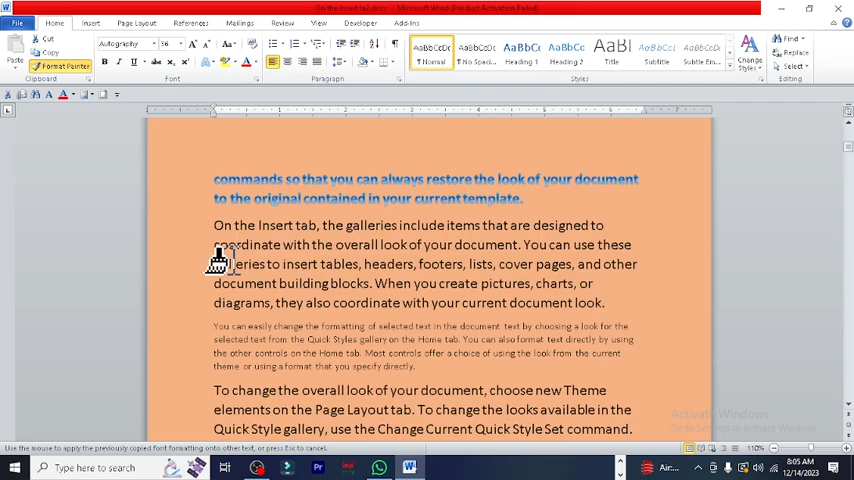 On the Insert tab.docx - Microsoft Word (Product Activation Failed)
File Home Insert Page Layout References Mailings Review View Developer Add-Ins
Paste
Cut
Copy
Format Painter
Clipboard
Autography 36
Font
Paragraph
AaBbCcDc AaBbCcDc AaBbCc AaBbCc AaBl AaBbCc AaBbCcDc
¶ Normal ¶ No Spaci... Heading 1 Heading 2 Title Subtitle Subtle Em...
Styles
Change
Styles
Find
Replace
Select
Editing
commands so that you can always restore the look of your document
to the original contained in your current template.
On the Insert tab, the galleries include items that are designed to
coordinate with the overall look of your document. You can use these
galleries to insert tables, headers, footers, lists, cover pages, and other
document building blocks. When you create pictures, charts, or
diagrams, they also coordinate with your current document look.
You can easily change the formatting of selected text in the document text by choosing a look for the
selected text from the Quick Styles gallery on the Home tab. You can also format text directly by using
the other controls on the Home tab. Most controls offer a choice of using the look from the current
theme or using a format that you specify directly.
To change the overall look of your document, choose new Theme
elements on the Page Layout tab. To change the looks available in the
Quick Style gallery, use the Change Current Quick Style Set command.
Activate Windows
Go to Settings to activate Windows.
Use the mouse to apply the previously copied font formatting onto other text, or press Esc to cancel.
110%
Type here to search
Air:...
8:05 AM
12/14/2023